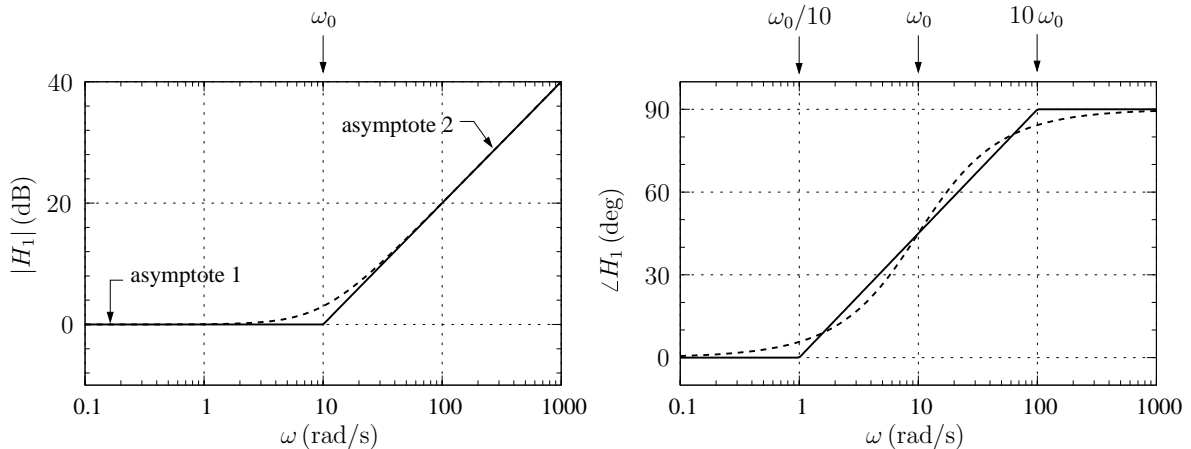 ω₀
ω₀/10
ω₀
10 ω₀
40
20
0
|H₁| (dB)
asymptote 2
asymptote 1
0.1
1
10
100
1000
ω (rad/s)
90
60
30
0
∠H₁ (deg)
0.1
1
10
100
1000
ω (rad/s)